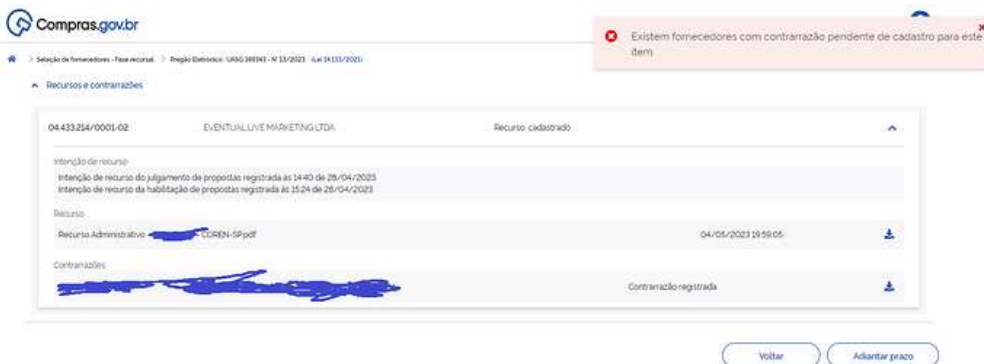 Compras.gov.br
Existem fornecedores com contrarrazão pendente de cadastro para este
item
Seleção de fornecedores - Fase recursal > Pregão Eletrônico: UASG 389343 - N° 13/2023 (Lei 14.133/2021)
Recursos e contrarrazões
04.433.214/0001-02 EVENTUAL LIVE MARKETING LTDA Recurso cadastrado
Intenção de recurso
Intenção de recurso do julgamento de propostas registrada às 14:40 de 28/04/2023
Intenção de recurso da habilitação de propostas registrada às 15:24 de 28/04/2023
Recurso
Recurso Administrativo COREN-SP.pdf 04/05/2023 19:59:05
Contrarrazões
Contrarrazão registrada
Voltar Adiantar prazo